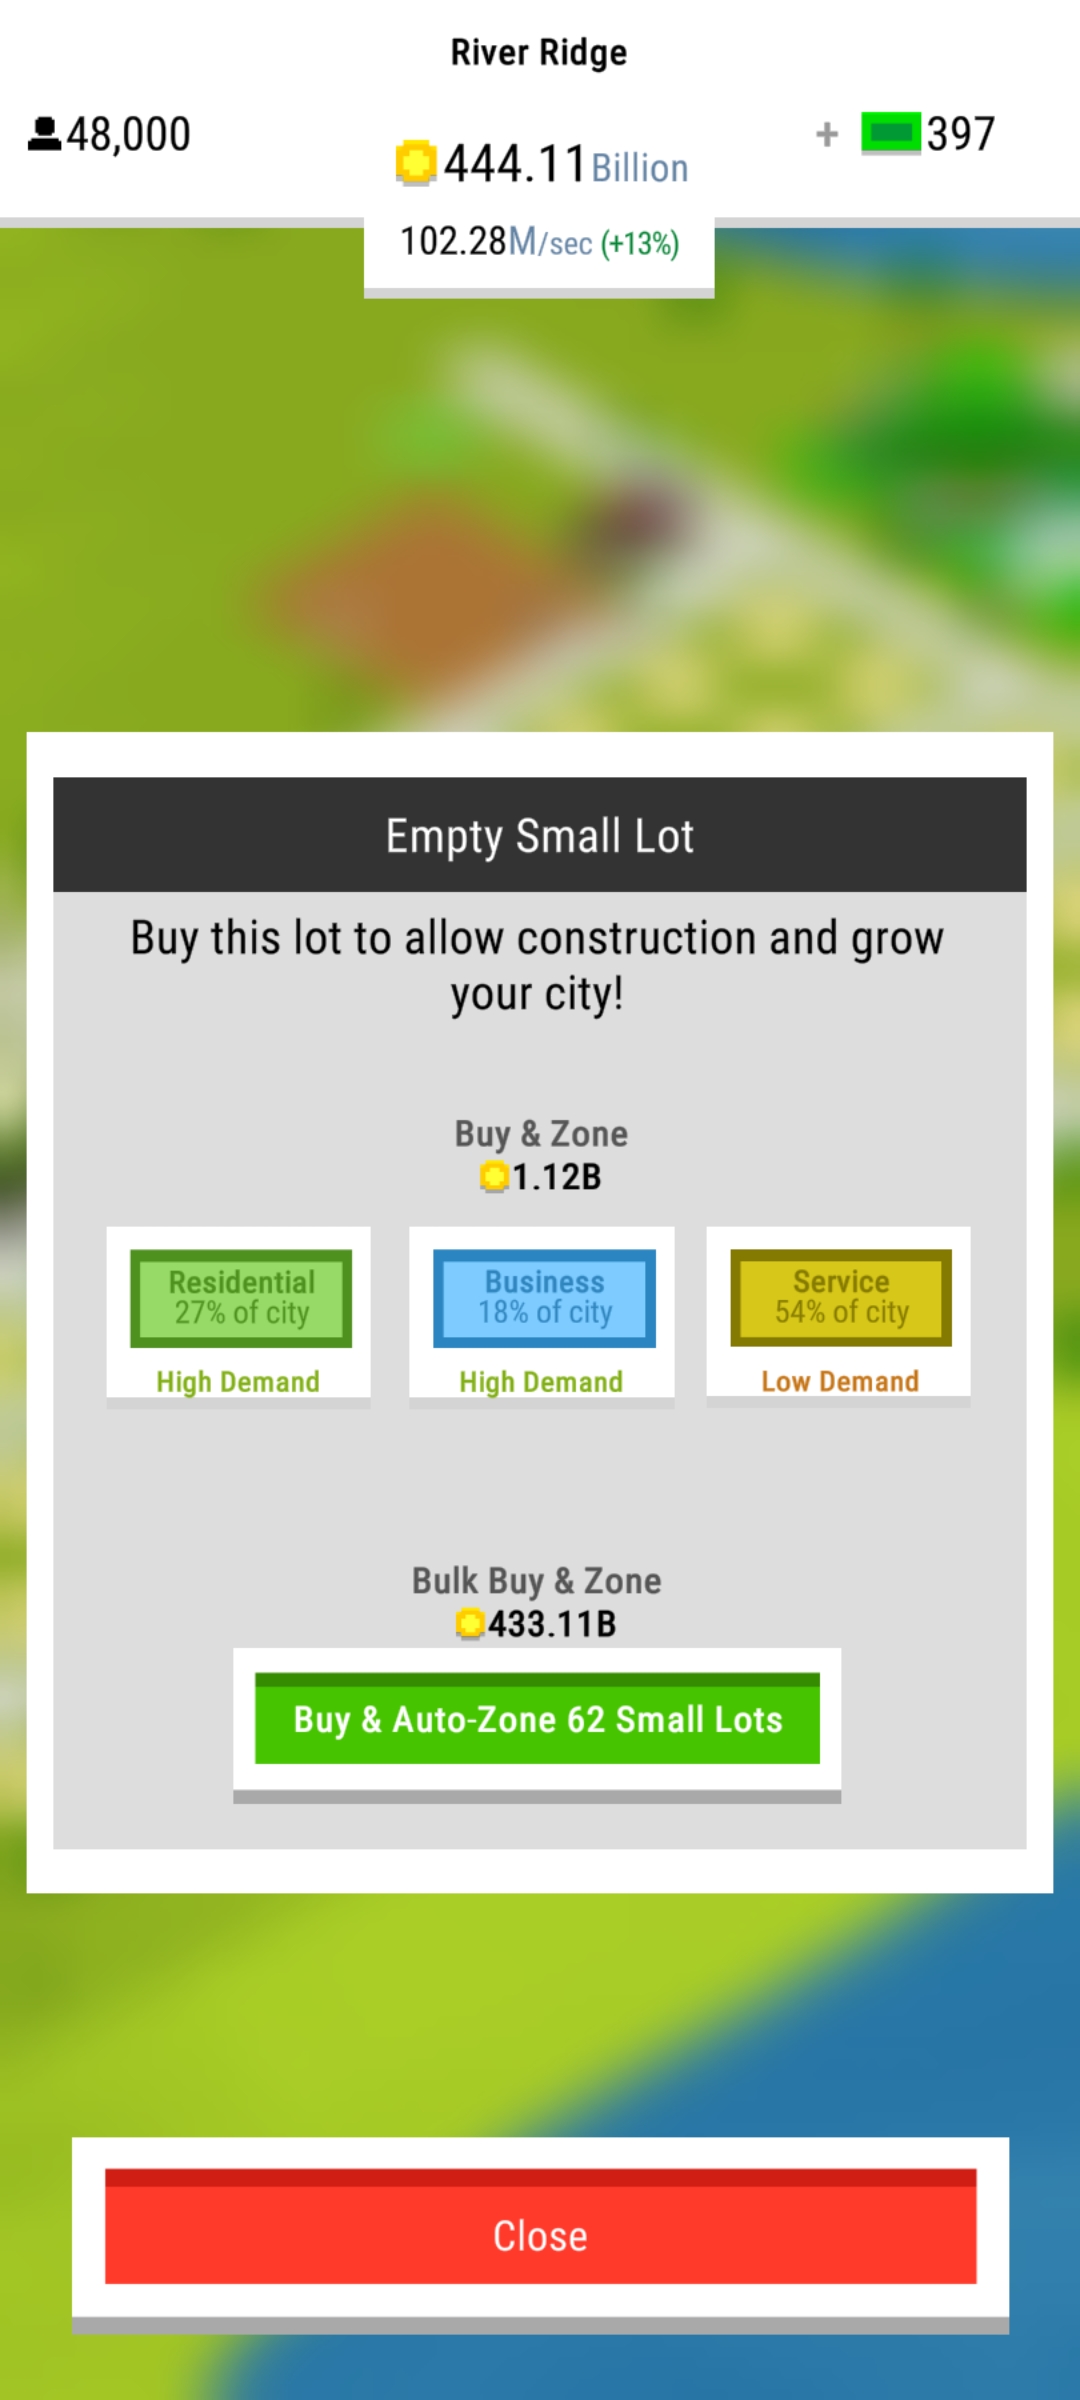 River Ridge
48,000
444.11 Billion
+ 397
102.28M/sec (+13%)
Empty Small Lot
Buy this lot to allow construction and grow
your city!
Buy & Zone
1.12B
Residential
27% of city
High Demand
Business
18% of city
High Demand
Service
54% of city
Low Demand
Bulk Buy & Zone
433.11B
Buy & Auto-Zone 62 Small Lots
Close